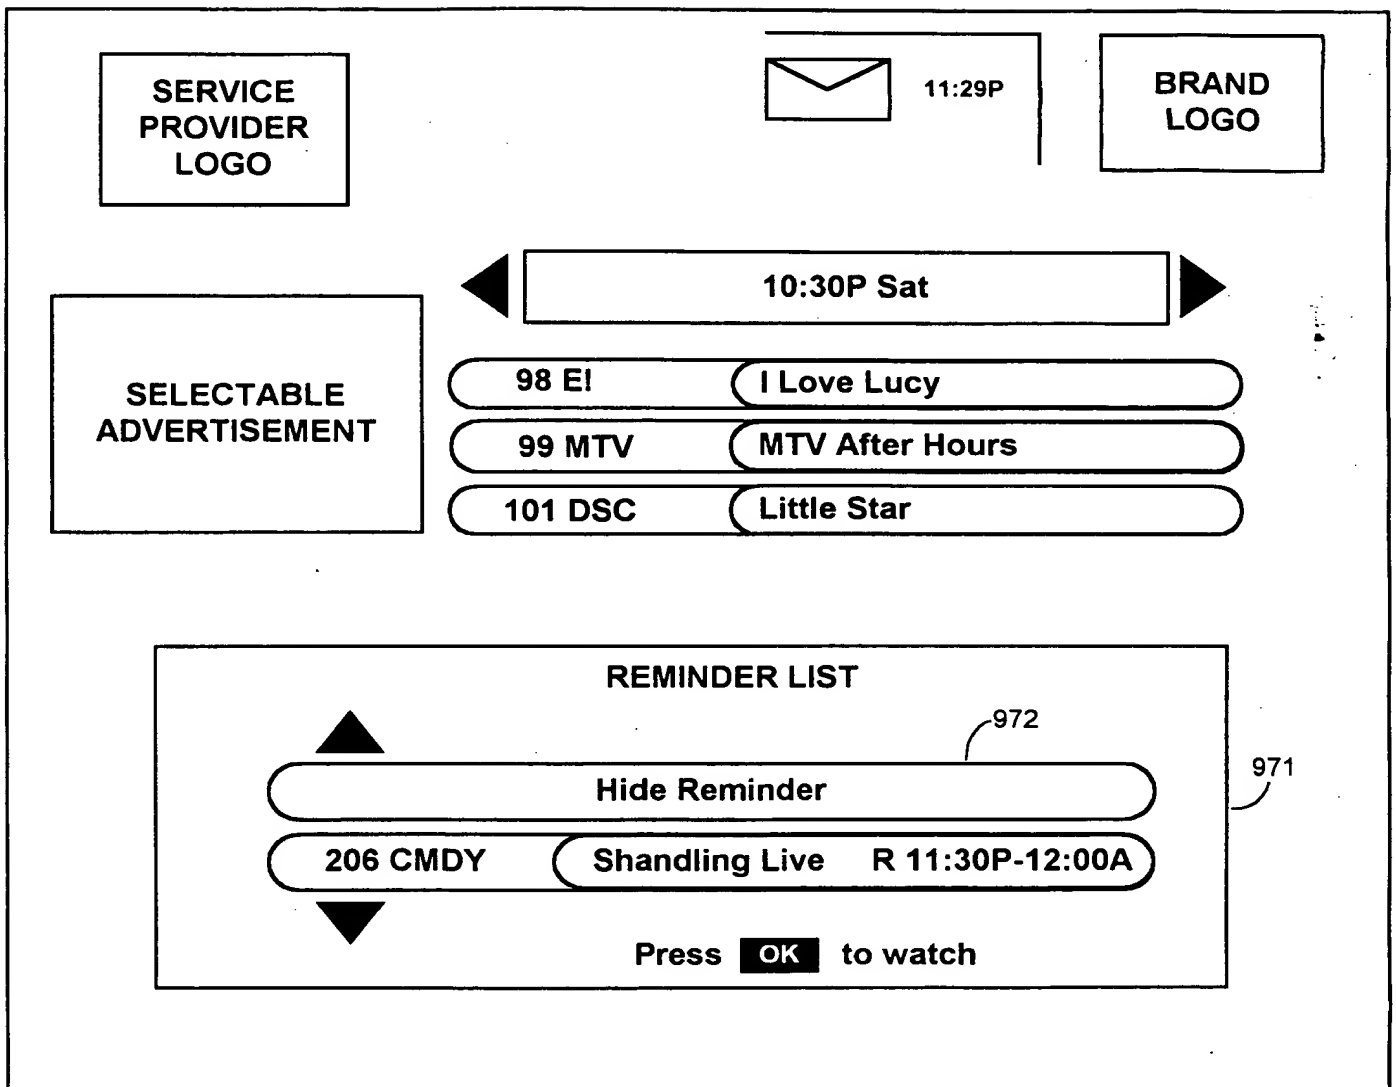 SERVICE
PROVIDER
LOGO
11:29P
BRAND
LOGO
10:30P Sat
SELECTABLE
ADVERTISEMENT
98 E! I Love Lucy
99 MTV MTV After Hours
101 DSC Little Star
REMINDER LIST
972
971
Hide Reminder
206 CMDY Shandling Live R 11:30P-12:00A
Press OK to watch